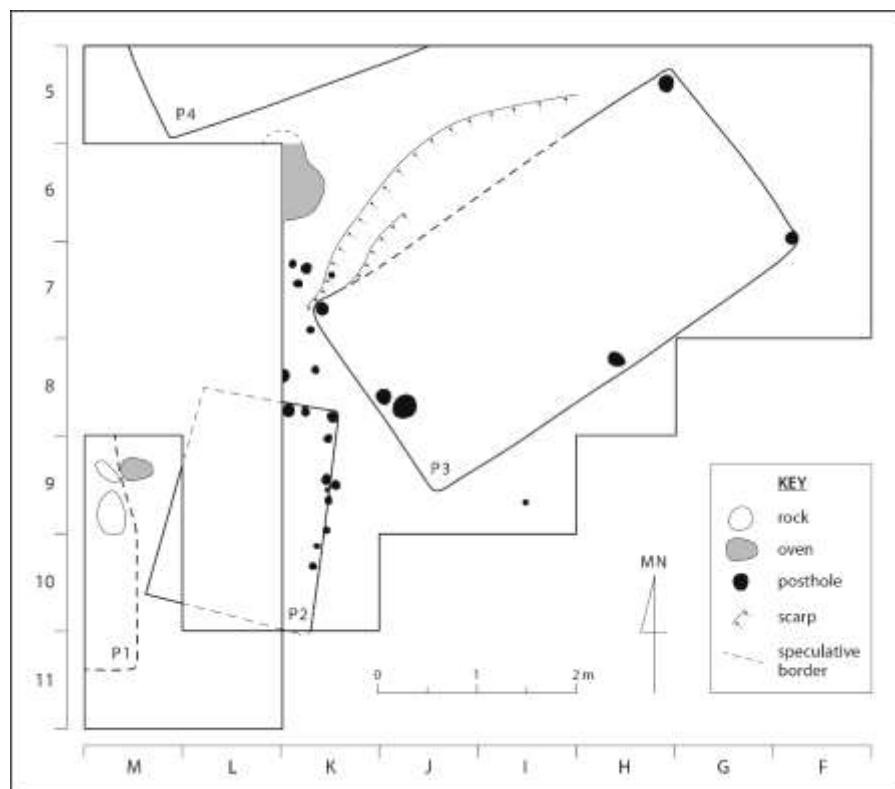 5
P4
6
7
8
P3
9
P2
10
P1
11
MN
0 1 2 m
M L K J I H G F
KEY
rock
oven
posthole
scarp
speculative
border